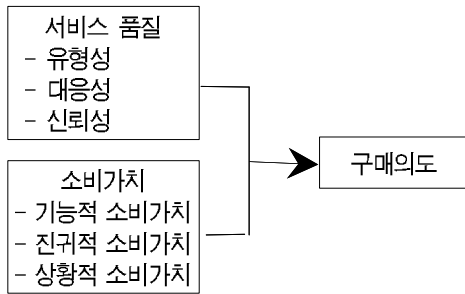 서비스 품질
- 유형성
- 대응성
- 신뢰성
소비가치
- 기능적 소비가치
- 진귀적 소비가치
- 상황적 소비가치
구매의도